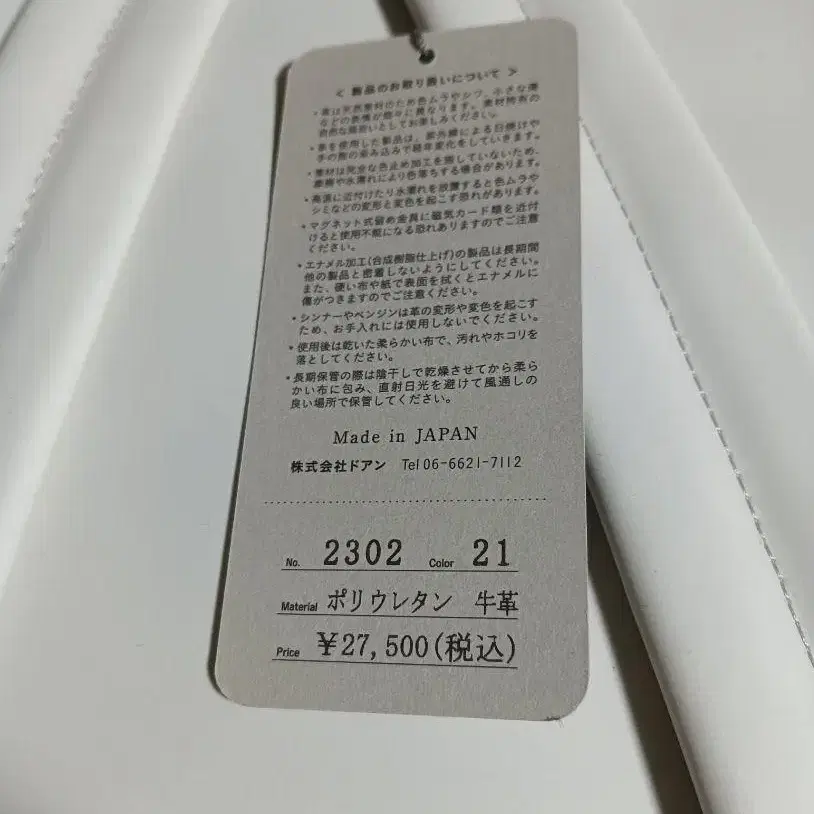 < 製品のお取り扱いについて >
・革は天然素材のため色ムラやシワ、小さな傷
などの表情が個々に異なります。素材特有の
自然な風合いとしてお楽しみください。
・革を使用した製品は、紫外線による日焼けや
手の脂の染み込みで経年変化をしていきます。
・素材は完全な色止め加工を施していないため、
摩擦や水濡れにより色落ちする場合があります。
・高温に近付けたり水濡れを放置すると色ムラや
シミなどの変形と変色を起こす恐れがあります。
・マグネット式留め金具に磁気カード類を近付
けると使用不能になる恐れありますのでご注意
ください。
・エナメル加工(合成樹脂仕上げ)の製品は長期間
他の製品と密着しないようにしてください。
また、硬い布や紙で表面を拭くとエナメルに
傷がつきますのでご注意ください。
・シンナーやベンジンは革の変形や変色を起こす
ため、お手入れには使用しないでください。
・使用後は乾いた柔らかい布で、汚れやホコリを
落としてください。
・長期保管の際は陰干しで乾燥させてから柔ら
かい布に包み、直射日光を避けて風通しの
良い場所で保管してください。
Made in JAPAN
株式会社ドアン Tel 06-6621-7112
No. 2302 Color 21
Material ポリウレタン 牛革
Price ¥27,500(税込)